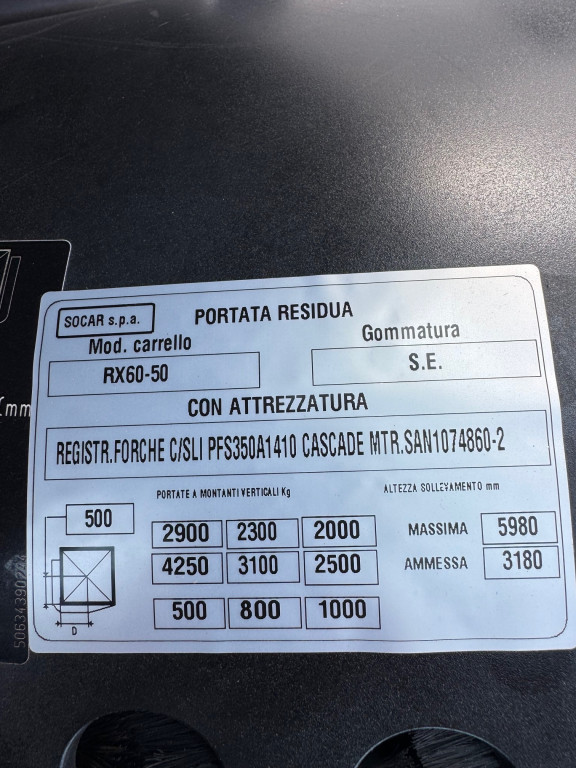 SOCAR s.p.a.
PORTATA RESIDUA
Mod. carrello
Gommatura
RX60-50
S.E.
CON ATTREZZATURA
REGISTR.FORCHE C/SLI PFS350A1410 CASCADE MTR.SAN1074860-2
PORTATE A MONTANTI VERTICALI Kg
ALTEZZA SOLLEVAMENTO mm
500
2900 2300 2000
MASSIMA 5980
4250 3100 2500
AMMESSA 3180
500 800 1000
D
mm